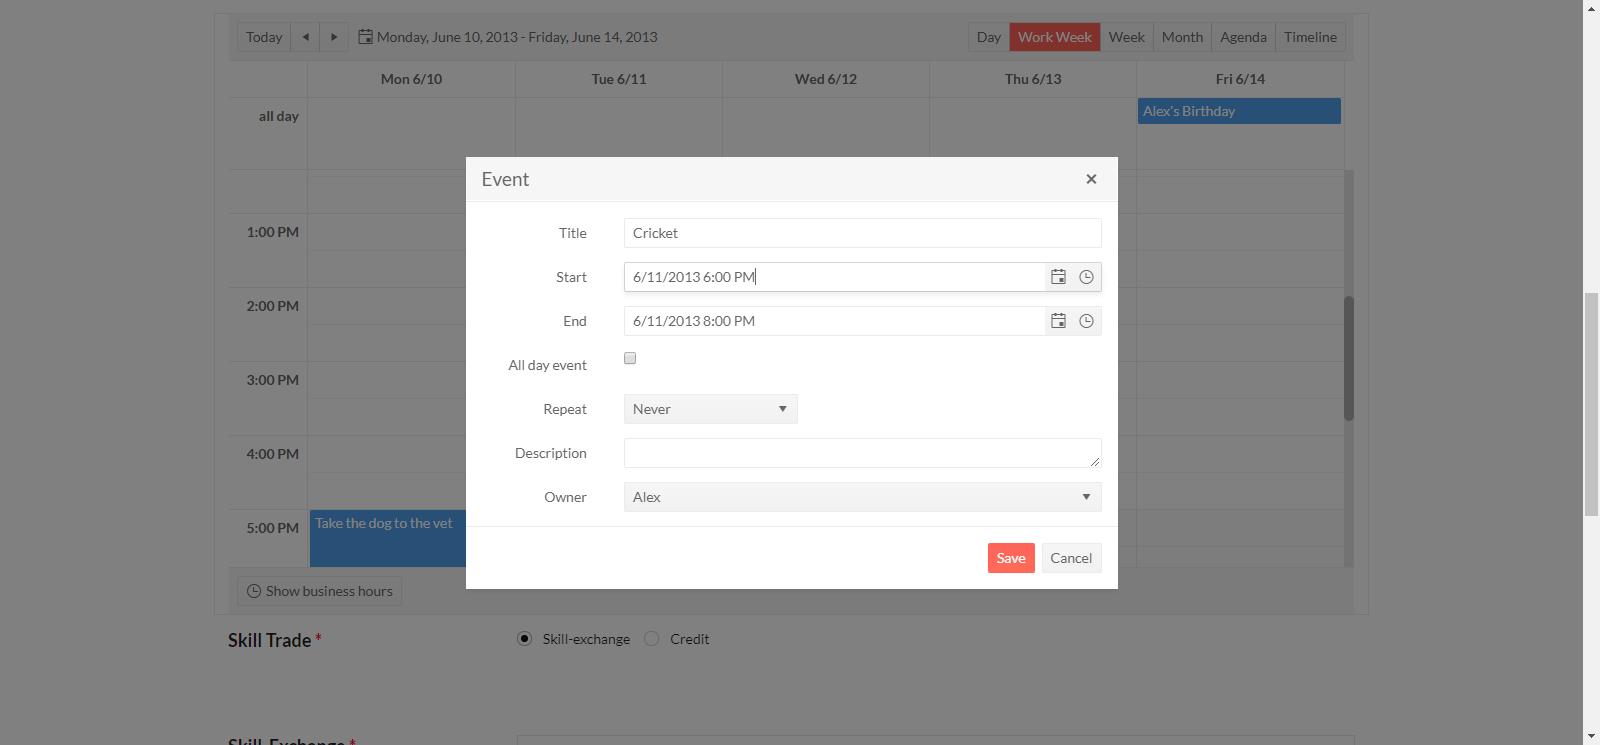 Today
Monday, June 10, 2013 - Friday, June 14, 2013
Day Work Week Week Month Agenda Timeline
Mon 6/10 Tue 6/11 Wed 6/12 Thu 6/13 Fri 6/14
all day
Alex's Birthday
Event
Title Cricket
1:00 PM
Start 6/11/2013 6:00 PM
2:00 PM
End 6/11/2013 8:00 PM
All day event
3:00 PM
Repeat Never
4:00 PM
Description
Owner Alex
5:00 PM
Take the dog to the vet
Save Cancel
Show business hours
Skill Trade *
Skill-exchange Credit
Skill-Exchange *